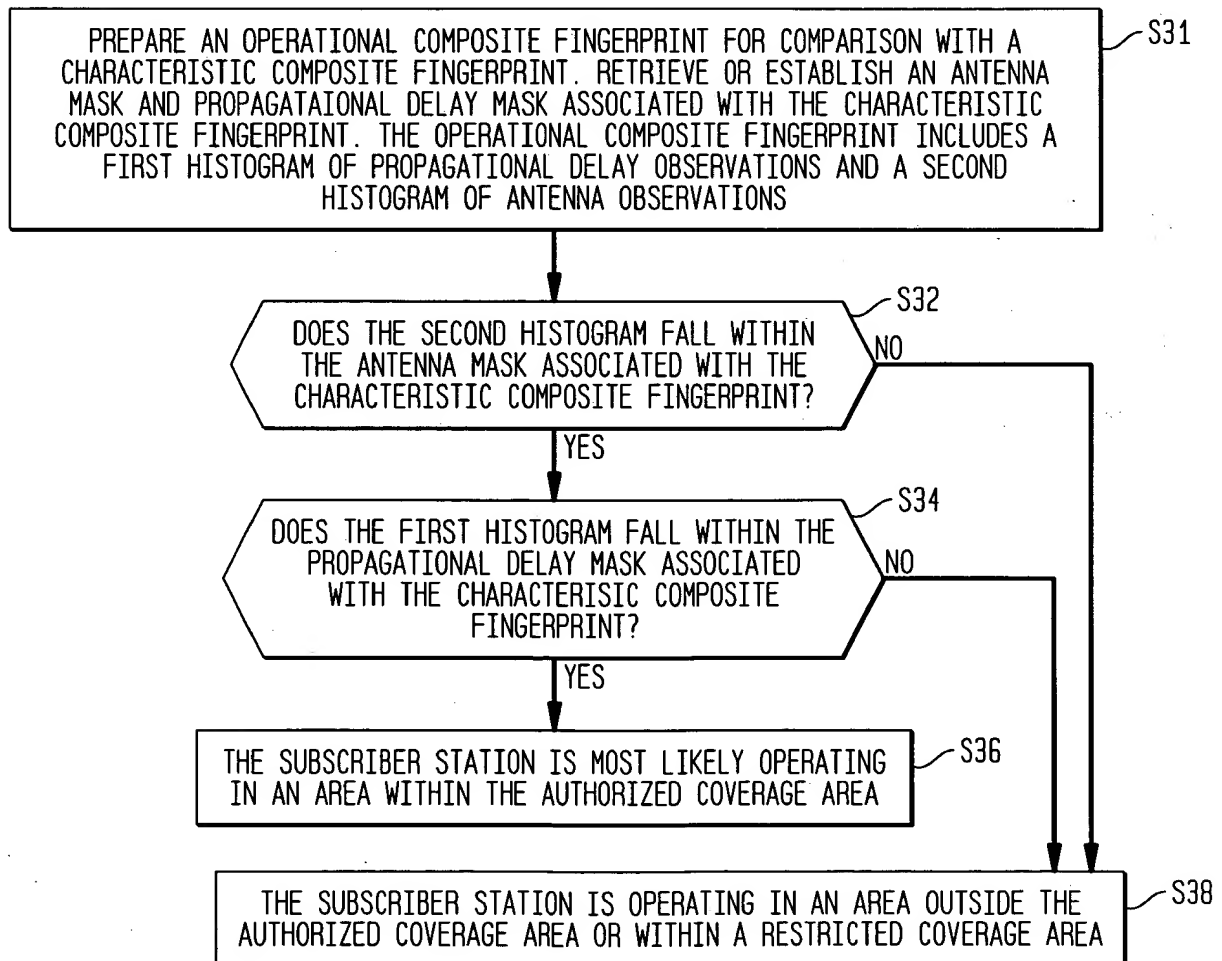 PREPARE AN OPERATIONAL COMPOSITE FINGERPRINT FOR COMPARISON WITH A
CHARACTERISTIC COMPOSITE FINGERPRINT. RETRIEVE OR ESTABLISH AN ANTENNA
MASK AND PROPAGATAIONAL DELAY MASK ASSOCIATED WITH THE CHARACTERISTIC
COMPOSITE FINGERPRINT. THE OPERATIONAL COMPOSITE FINGERPRINT INCLUDES A
FIRST HISTOGRAM OF PROPAGATIONAL DELAY OBSERVATIONS AND A SECOND
HISTOGRAM OF ANTENNA OBSERVATIONS
S31
S32
DOES THE SECOND HISTOGRAM FALL WITHIN
THE ANTENNA MASK ASSOCIATED WITH THE
CHARACTERISTIC COMPOSITE FINGERPRINT?
NO
YES
S34
DOES THE FIRST HISTOGRAM FALL WITHIN THE
PROPAGATIONAL DELAY MASK ASSOCIATED
WITH THE CHARACTERISIC COMPOSITE
FINGERPRINT?
NO
YES
THE SUBSCRIBER STATION IS MOST LIKELY OPERATING
IN AN AREA WITHIN THE AUTHORIZED COVERAGE AREA
S36
THE SUBSCRIBER STATION IS OPERATING IN AN AREA OUTSIDE THE
AUTHORIZED COVERAGE AREA OR WITHIN A RESTRICTED COVERAGE AREA
S38